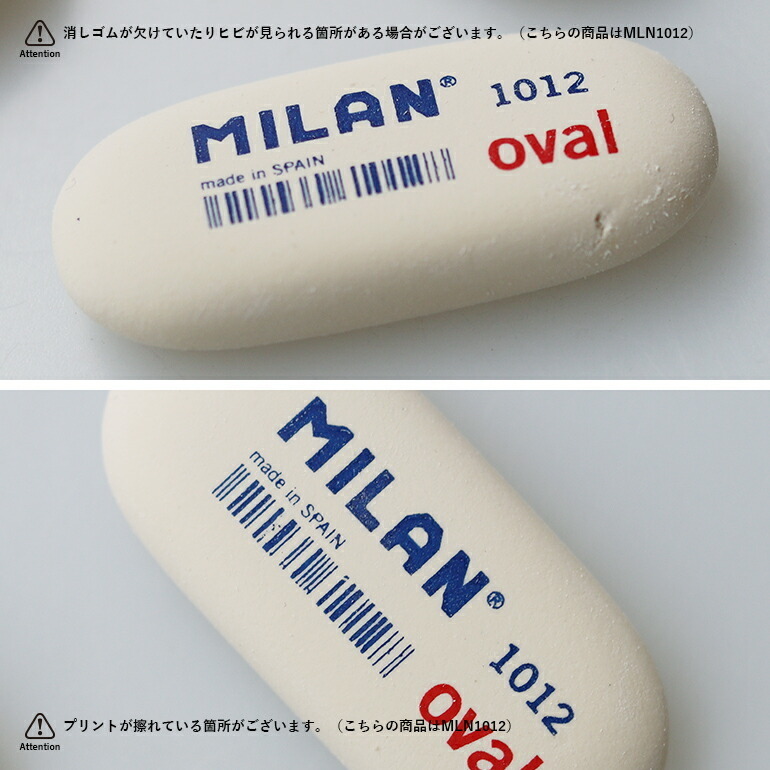 消しゴムが欠けていたりヒビが見られる箇所がある場合がございます。（こちらの商品はMLN1012）
Attention
MILAN® 1012
made in SPAIN oval
MILAN®
made in SPAIN
1012
oval
プリントが擦れている箇所がございます。（こちらの商品はMLN1012）
Attention